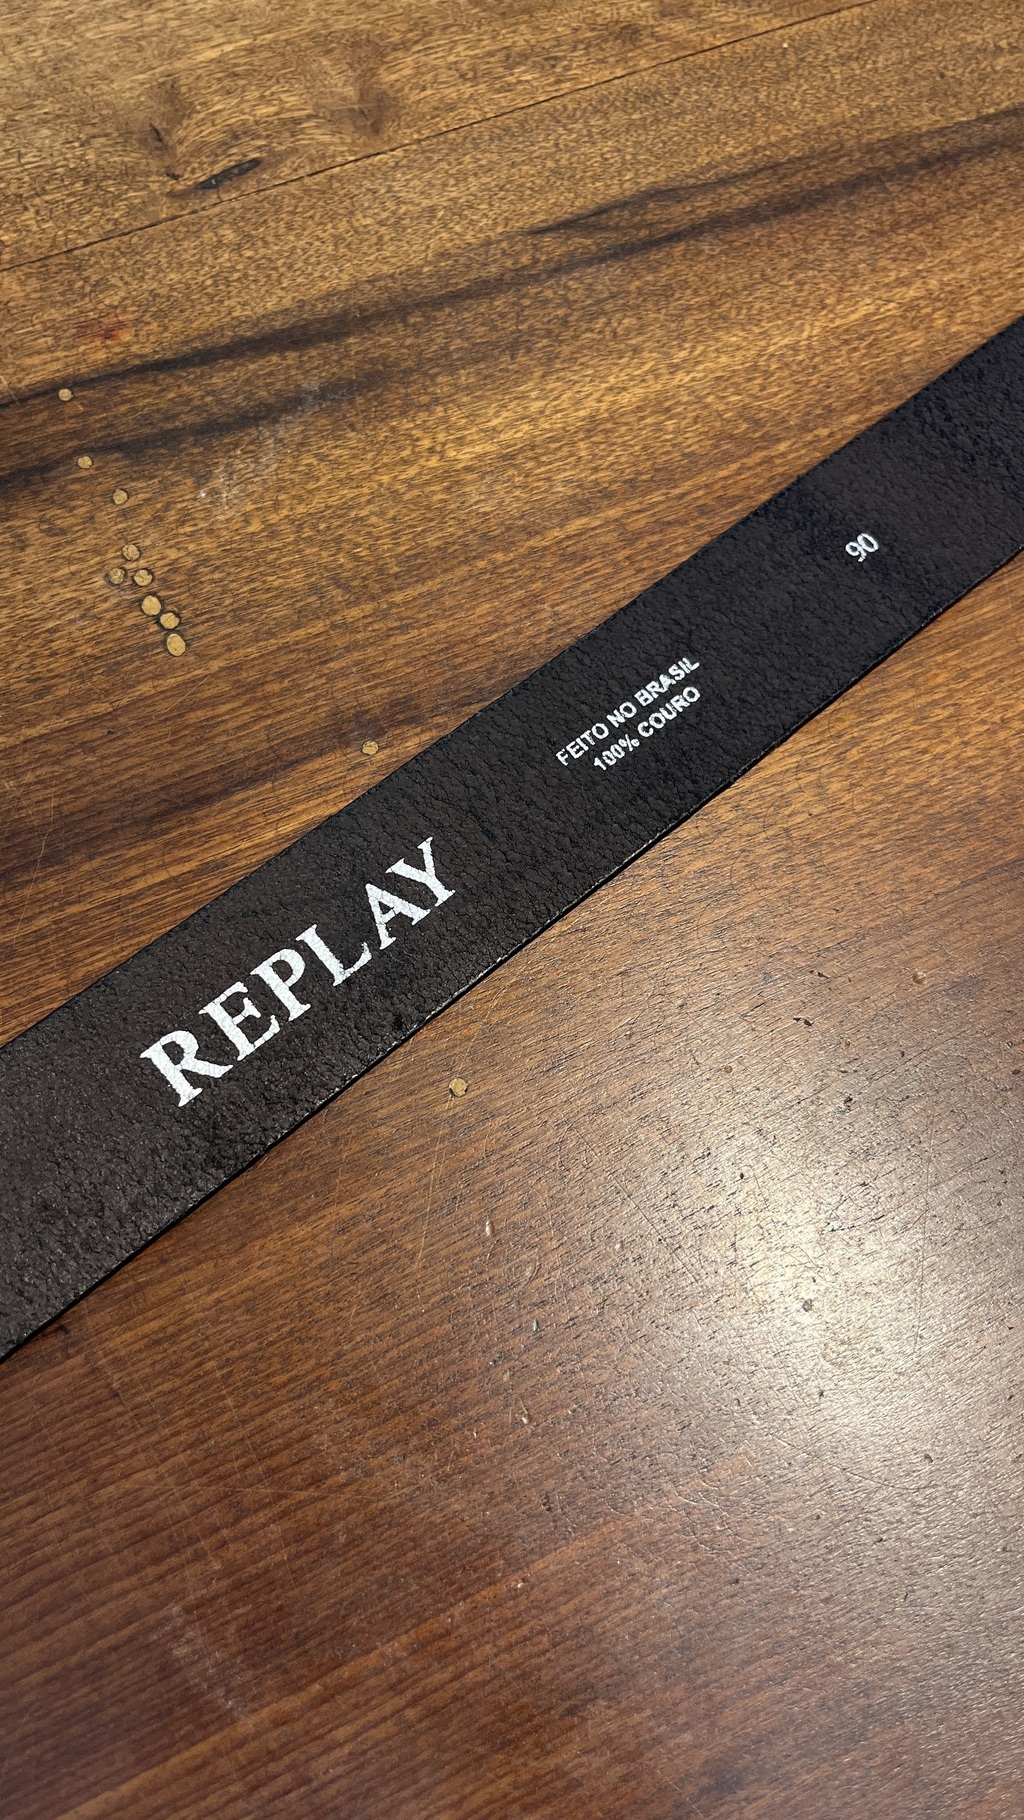 REPLAY
FEITO NO BRASIL
100% COURO
90